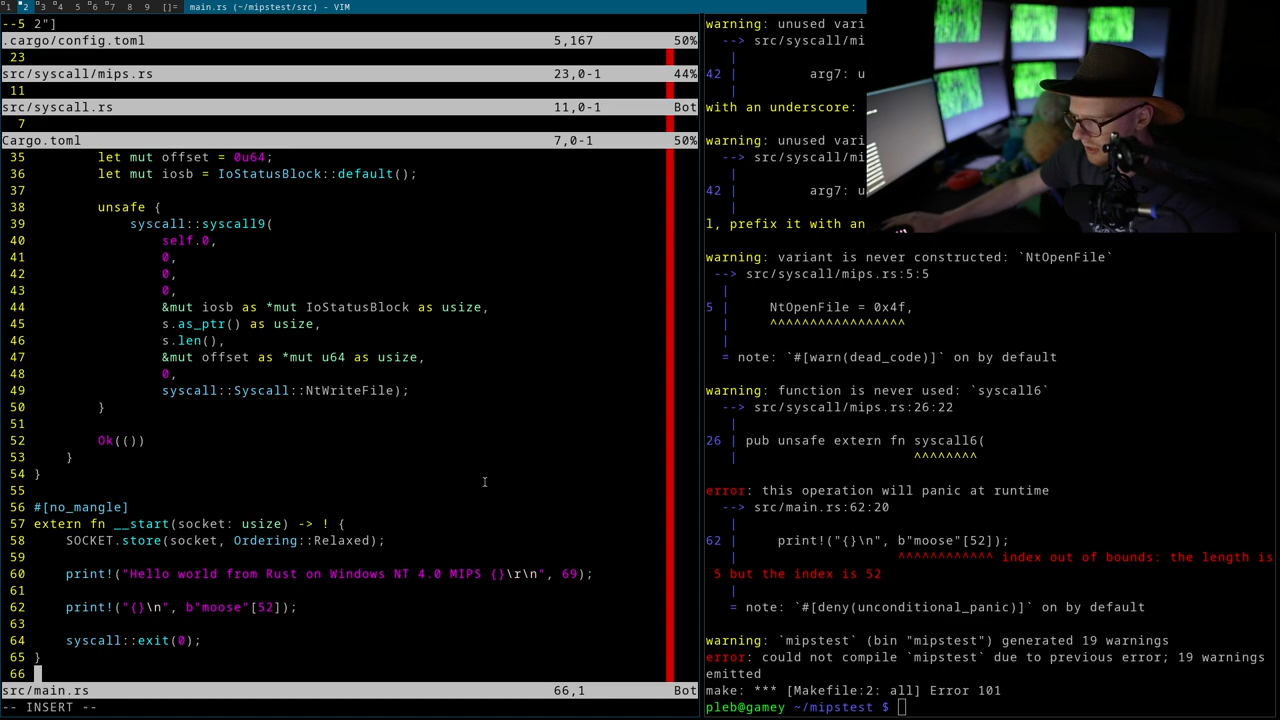 1 2 3 4 5 6 7 8 9 []= main.rs (~/mipstest/src) - VIM
--5 2"]
.cargo/config.toml 5,167 50%
23
src/syscall/mips.rs 23,0-1 44%
11
src/syscall.rs 11,0-1 Bot
7
Cargo.toml 7,0-1 50%
35 let mut offset = 0u64;
36 let mut iosb = IoStatusBlock::default();
37
38 unsafe {
39 syscall::syscall9(
40 self.0,
41 0,
42 0,
43 0,
44 &mut iosb as *mut IoStatusBlock as usize,
45 s.as_ptr() as usize,
46 s.len(),
47 &mut offset as *mut u64 as usize,
48 0,
49 syscall::Syscall::NtWriteFile);
50 }
51
52 Ok(())
53 }
54 }
55
56 #[no_mangle]
57 extern fn __start(socket: usize) -> ! {
58 SOCKET.store(socket, Ordering::Relaxed);
59
60 print!("Hello world from Rust on Windows NT 4.0 MIPS {}\r\n", 69);
61
62 print!("{}\n", b"moose"[52]);
63
64 syscall::exit(0);
65 }
66
src/main.rs 66,1 Bot
-- INSERT --
warning: unused vari
--> src/syscall/mi
|
42 | arg7: u
|
with an underscore:
warning: unused vari
--> src/syscall/mi
|
42 | arg7: u
|
l, prefix it with an
warning: variant is never constructed: `NtOpenFile`
--> src/syscall/mips.rs:5:5
|
5 | NtOpenFile = 0x4f,
| ^^^^^^^^^^^^^^^^^
|
= note: `#[warn(dead_code)]` on by default
warning: function is never used: `syscall6`
--> src/syscall/mips.rs:26:22
|
26 | pub unsafe extern fn syscall6(
| ^^^^^^^^
error: this operation will panic at runtime
--> src/main.rs:62:20
|
62 | print!("{}\n", b"moose"[52]);
| ^^^^^^^^^^^^ index out of bounds: the length is
5 but the index is 52
|
= note: `#[deny(unconditional_panic)]` on by default
warning: `mipstest` (bin "mipstest") generated 19 warnings
error: could not compile `mipstest` due to previous error; 19 warnings
emitted
make: *** [Makefile:2: all] Error 101
pleb@gamey ~/mipstest $